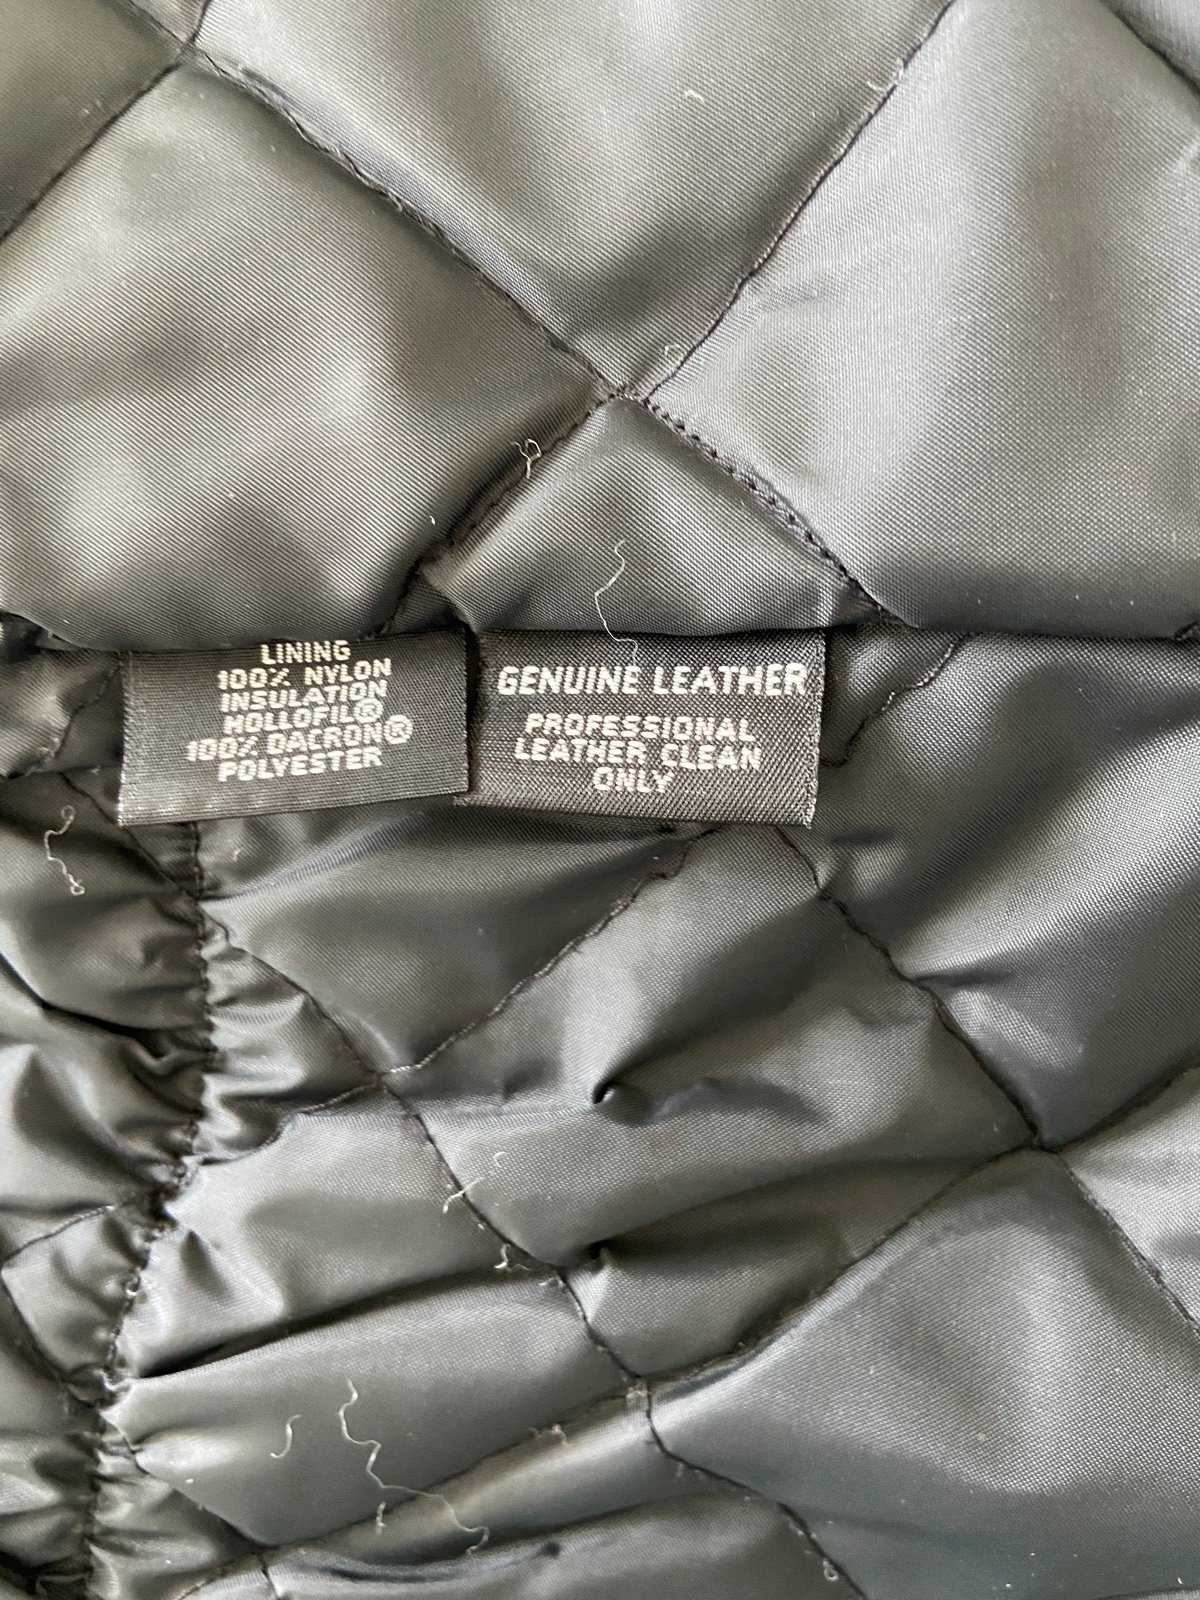 LINING
100% NYLON
INSULATION
HOLLOFIL®
100% DACRON®
POLYESTER
GENUINE LEATHER
PROFESSIONAL
LEATHER CLEAN
ONLY